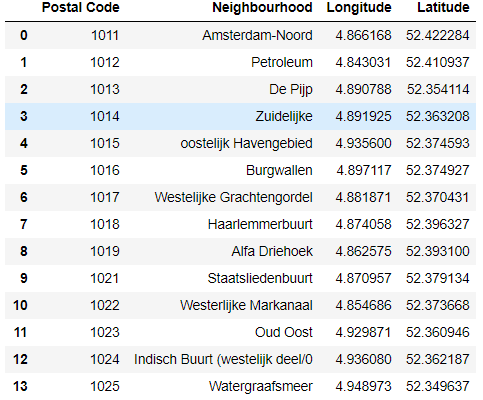 Postal Code Neighbourhood Longitude Latitude
0 1011 Amsterdam-Noord 4.866168 52.422284
1 1012 Petroleum 4.843031 52.410937
2 1013 De Pijp 4.890788 52.354114
3 1014 Zuidelijke 4.891925 52.363208
4 1015 oostelijk Havengebied 4.935600 52.374593
5 1016 Burgwallen 4.897117 52.374927
6 1017 Westelijke Grachtengordel 4.881871 52.370431
7 1018 Haarlemmerbuurt 4.874058 52.396327
8 1019 Alfa Driehoek 4.862575 52.393100
9 1021 Staatsliedenbuurt 4.870957 52.379134
10 1022 Westerlijke Markanaal 4.854686 52.373668
11 1023 Oud Oost 4.929871 52.360946
12 1024 Indisch Buurt (westelijk deel/0 4.936080 52.362187
13 1025 Watergraafsmeer 4.948973 52.349637